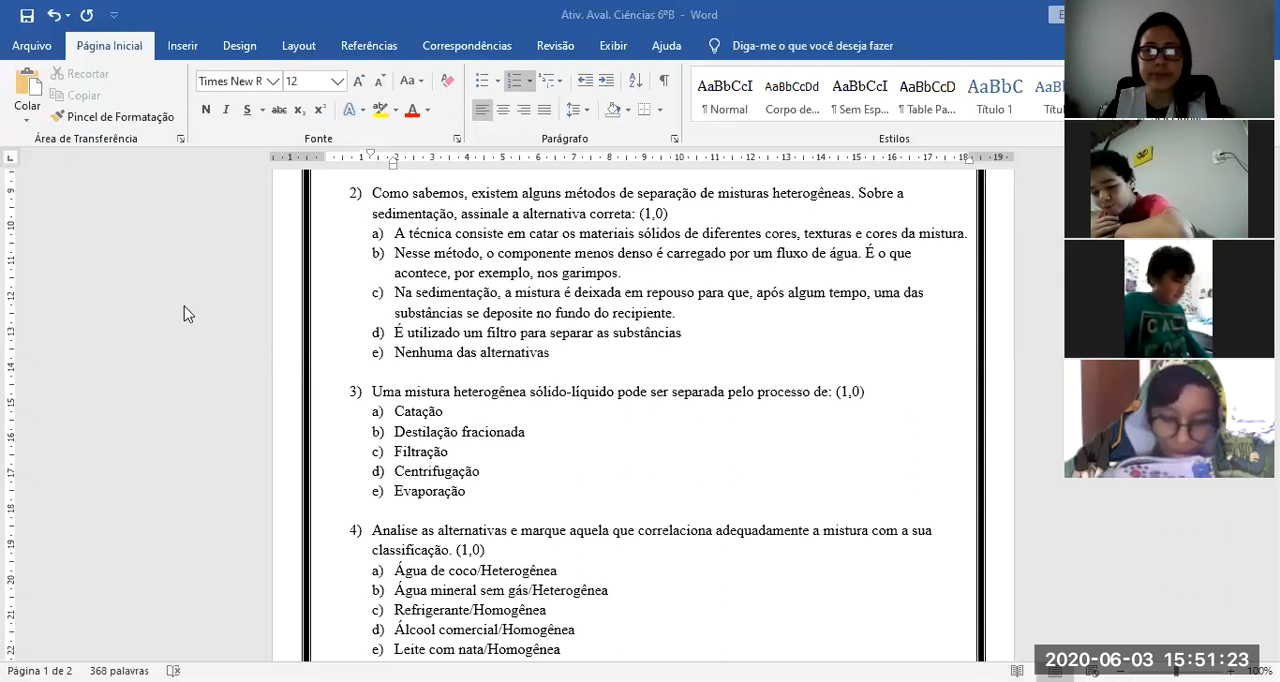 Ativ. Aval. Ciências 6ºB - Word
Arquivo Página Inicial Inserir Design Layout Referências Correspondências Revisão Exibir Ajuda Diga-me o que você deseja fazer
Colar
Recortar
Copiar
Pincel de Formatação
Área de Transferência
Times New R 12
Fonte
Parágrafo
AaBbCcI AaBbCcDd AaBbCcI AaBbCcD AaBbC AaBbC
¶ Normal Corpo de... ¶ Sem Esp... ¶ Table Pa... Título 1
Estilos
2) Como sabemos, existem alguns métodos de separação de misturas heterogêneas. Sobre a
sedimentação, assinale a alternativa correta: (1,0)
a) A técnica consiste em catar os materiais sólidos de diferentes cores, texturas e cores da mistura.
b) Nesse método, o componente menos denso é carregado por um fluxo de água. É o que
acontece, por exemplo, nos garimpos.
c) Na sedimentação, a mistura é deixada em repouso para que, após algum tempo, uma das
substâncias se deposite no fundo do recipiente.
d) É utilizado um filtro para separar as substâncias
e) Nenhuma das alternativas
3) Uma mistura heterogênea sólido-líquido pode ser separada pelo processo de: (1,0)
a) Catação
b) Destilação fracionada
c) Filtração
d) Centrifugação
e) Evaporação
4) Analise as alternativas e marque aquela que correlaciona adequadamente a mistura com a sua
classificação. (1,0)
a) Água de coco/Heterogênea
b) Água mineral sem gás/Heterogênea
c) Refrigerante/Homogênea
d) Álcool comercial/Homogênea
e) Leite com nata/Homogênea
Página 1 de 2 368 palavras
2020-06-03 15:51:23
100%